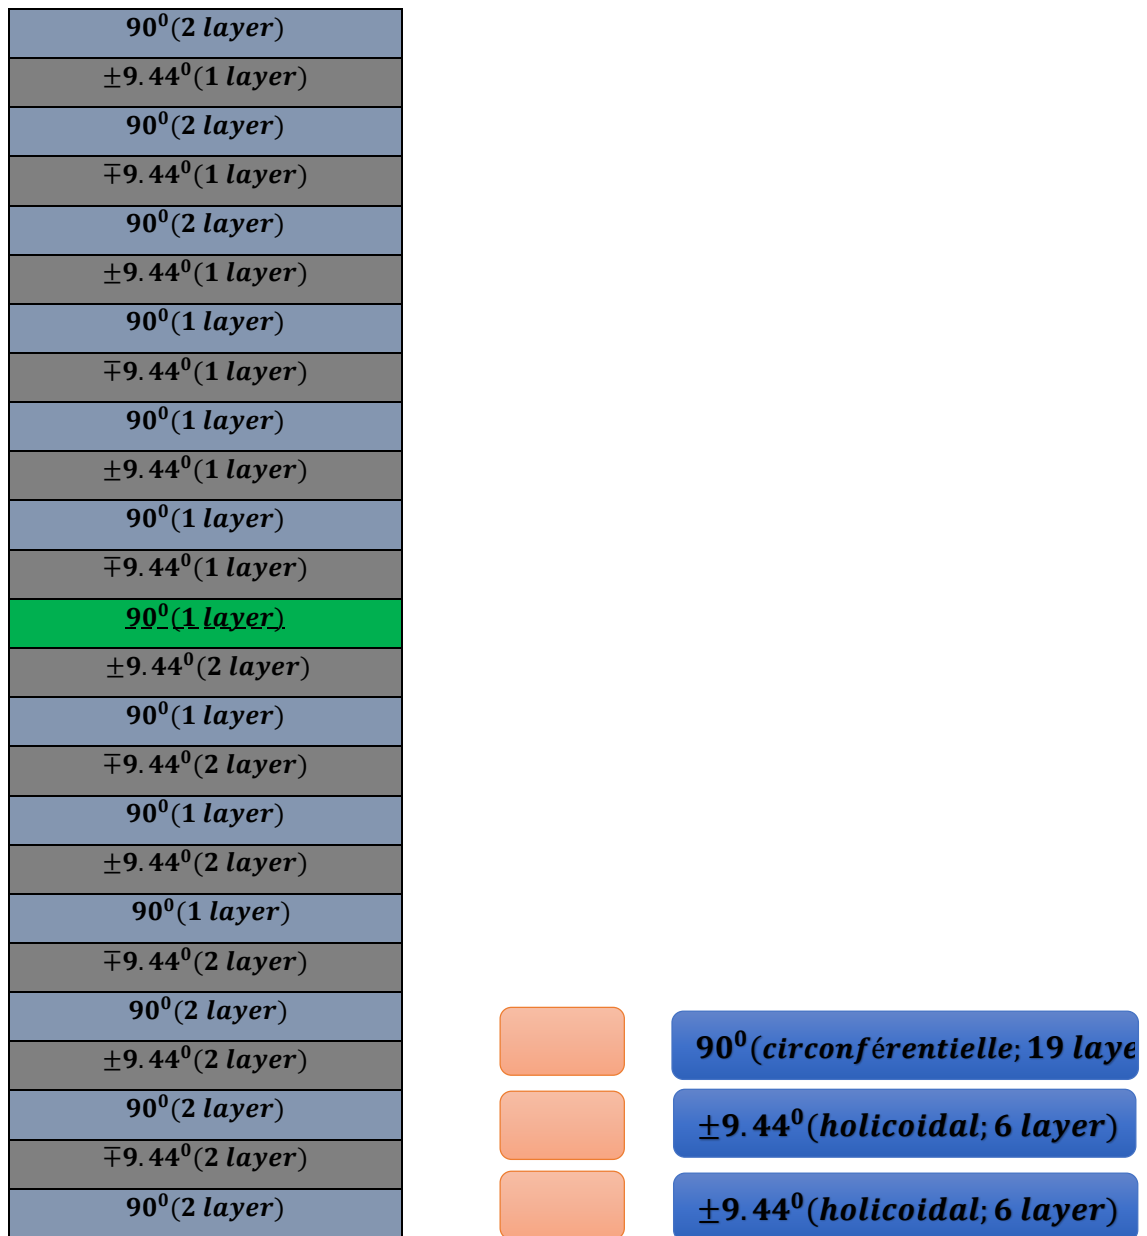 90⁰(2 layer)
±9.44⁰(1 layer)
90⁰(2 layer)
∓9.44⁰(1 layer)
90⁰(2 layer)
±9.44⁰(1 layer)
90⁰(1 layer)
∓9.44⁰(1 layer)
90⁰(1 layer)
±9.44⁰(1 layer)
90⁰(1 layer)
∓9.44⁰(1 layer)
90⁰(1 layer)
±9.44⁰(2 layer)
90⁰(1 layer)
∓9.44⁰(2 layer)
90⁰(1 layer)
±9.44⁰(2 layer)
90⁰(1 layer)
∓9.44⁰(2 layer)
90⁰(2 layer)
±9.44⁰(2 layer)
90⁰(2 layer)
∓9.44⁰(2 layer)
90⁰(2 layer)
90⁰(circonférentielle; 19 laye
±9.44⁰(holicoidal; 6 layer)
±9.44⁰(holicoidal; 6 layer)